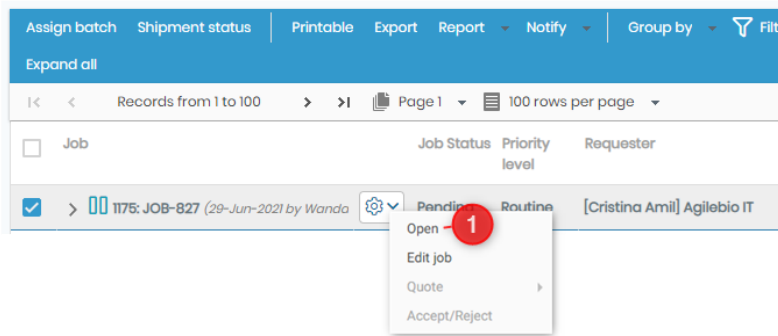 Assign batch Shipment status Printable Export Report Notify Group by Filt
Expand all
Records from 1 to 100 Page 1 100 rows per page
Job Job Status Priority level Requester
1175: JOB-827 (29-Jun-2021 by Wanda Pending Routine [Cristina Amil] Agilebio IT
Open 1
Edit job
Quote
Accept/Reject